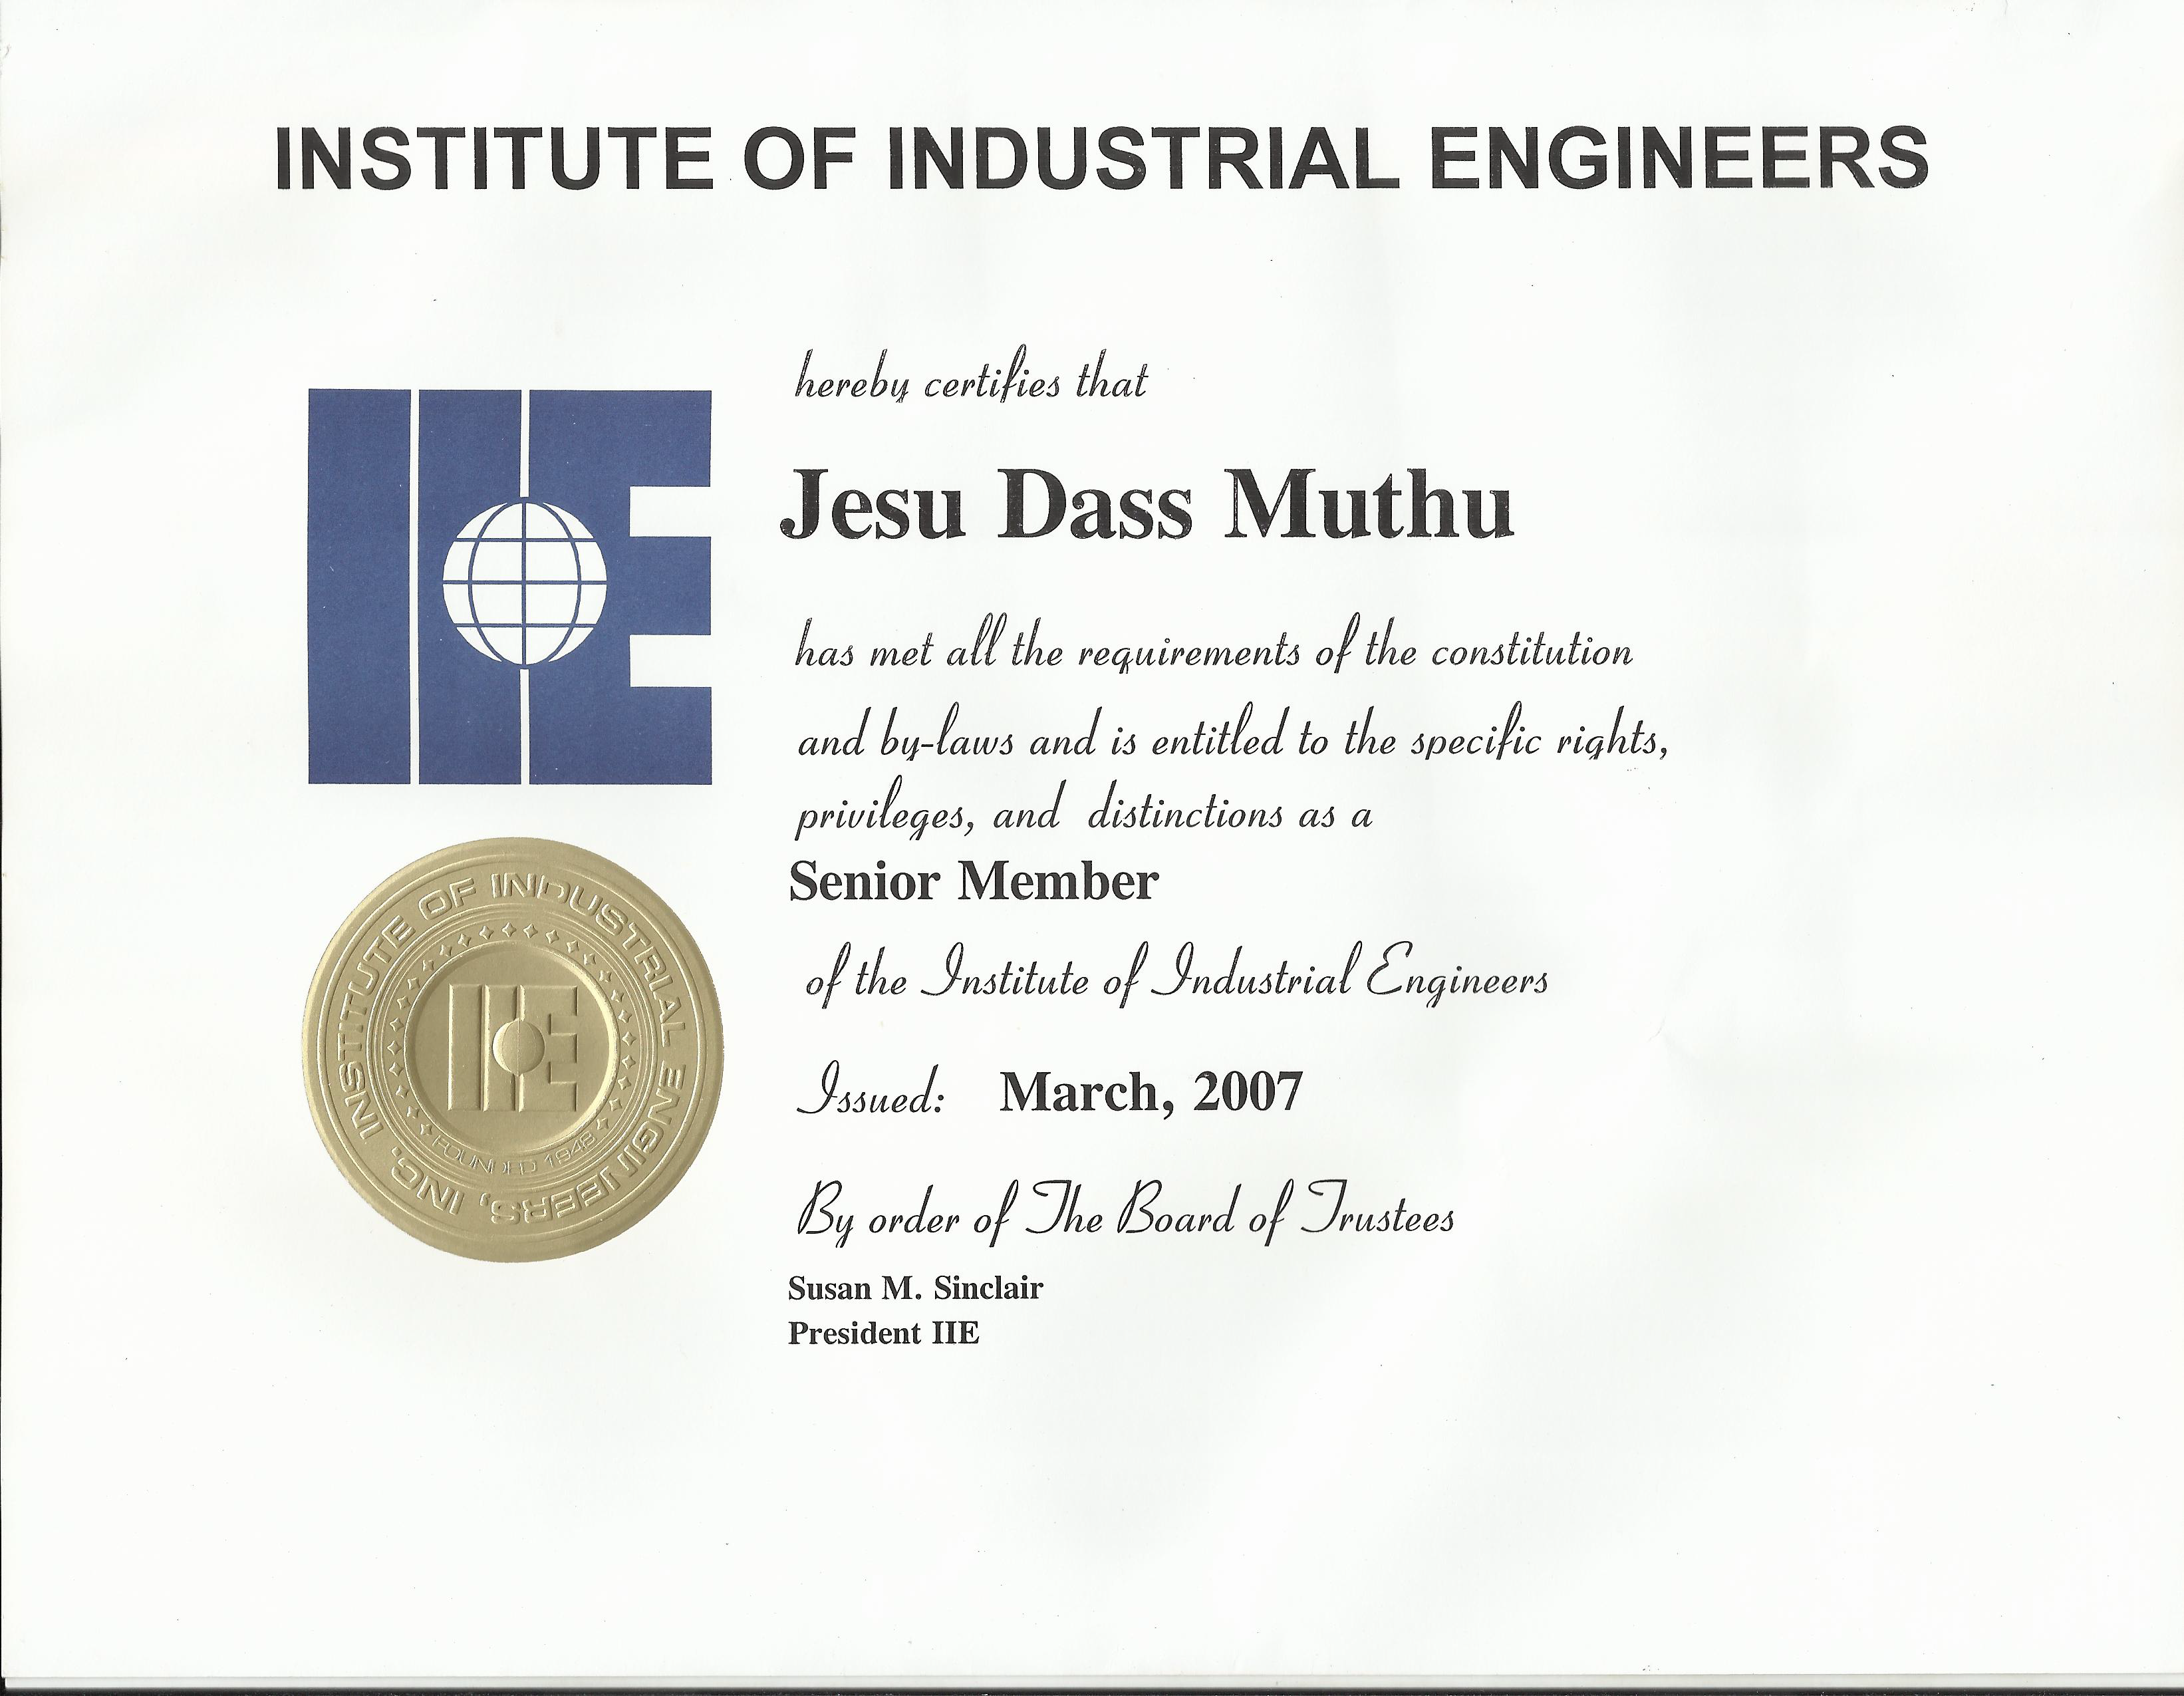 INSTITUTE OF INDUSTRIAL ENGINEERS
hereby certifies that
IIE
Jesu Dass Muthu
has met all the requirements of the constitution
and by-laws and is entitled to the specific rights,
privileges, and distinctions as a
Senior Member
of the Institute of Industrial Engineers
Issued: March, 2007
By order of The Board of Trustees
Susan M. Sinclair
President IIE
INSTITUTE OF INDUSTRIAL ENGINEERS, INC.
IIE
FOUNDED 1948